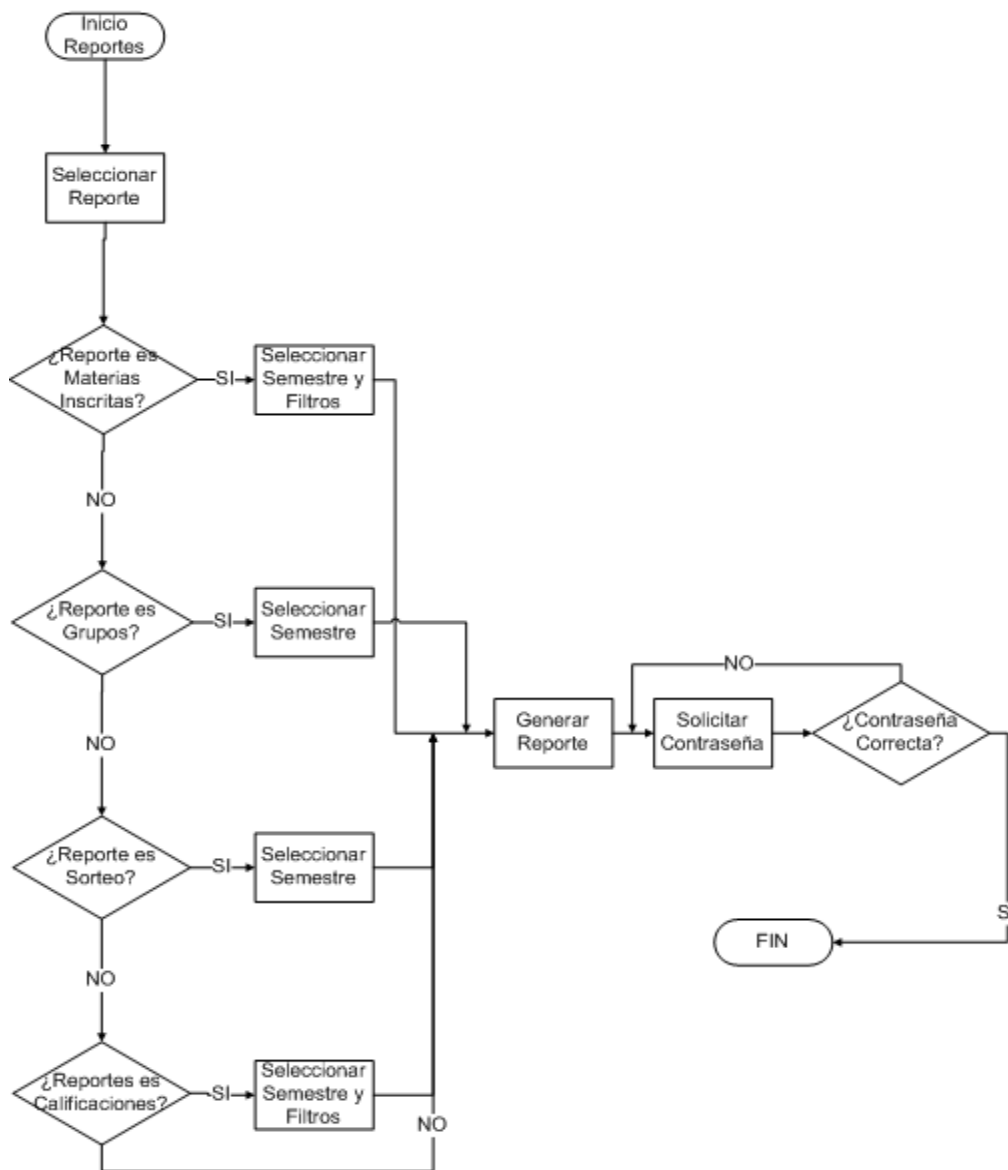 Inicio
Reportes
Seleccionar
Reporte
¿Reporte es
Materias
Inscritas?
SI
Seleccionar
Semestre y
Filtros
NO
¿Reporte es
Grupos?
SI
Seleccionar
Semestre
NO
Generar
Reporte
Solicitar
Contraseña
¿Contraseña
Correcta?
NO
NO
¿Reporte es
Sorteo?
SI
Seleccionar
Semestre
S
FIN
NO
¿Reportes es
Calificaciones?
SI
Seleccionar
Semestre y
Filtros
NO